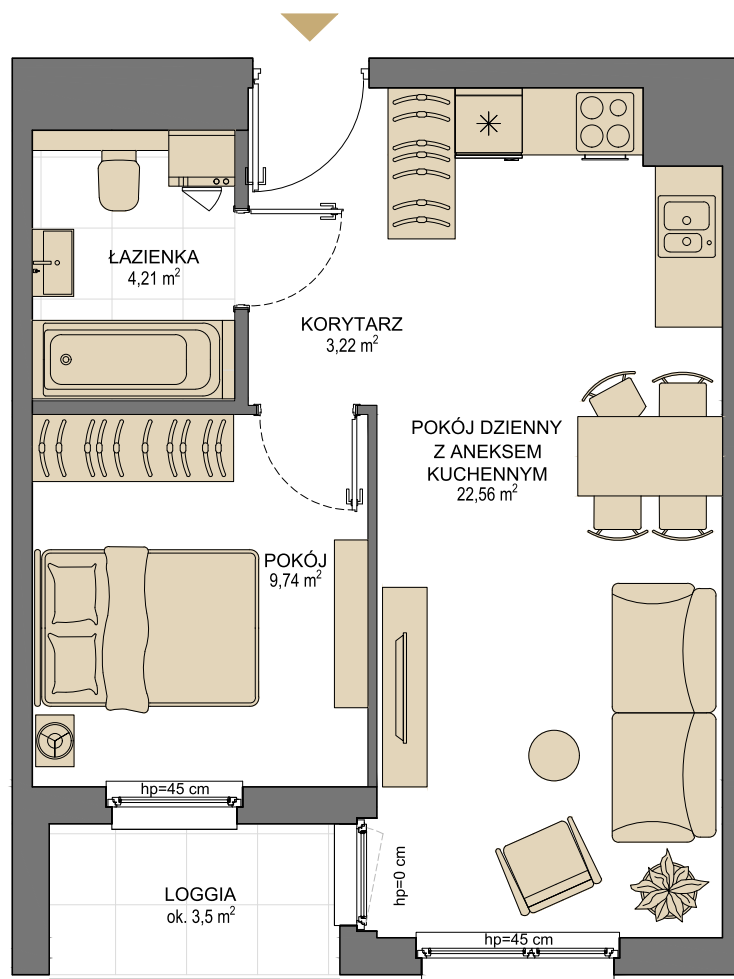 ŁAZIENKA
4,21 m²
KORYTARZ
3,22 m²
POKÓJ DZIENNY
Z ANEKSEM
KUCHENNYM
22,56 m²
POKÓJ
9,74 m²
hp=45 cm
hp=0 cm
LOGGIA
ok. 3,5 m²
hp=45 cm